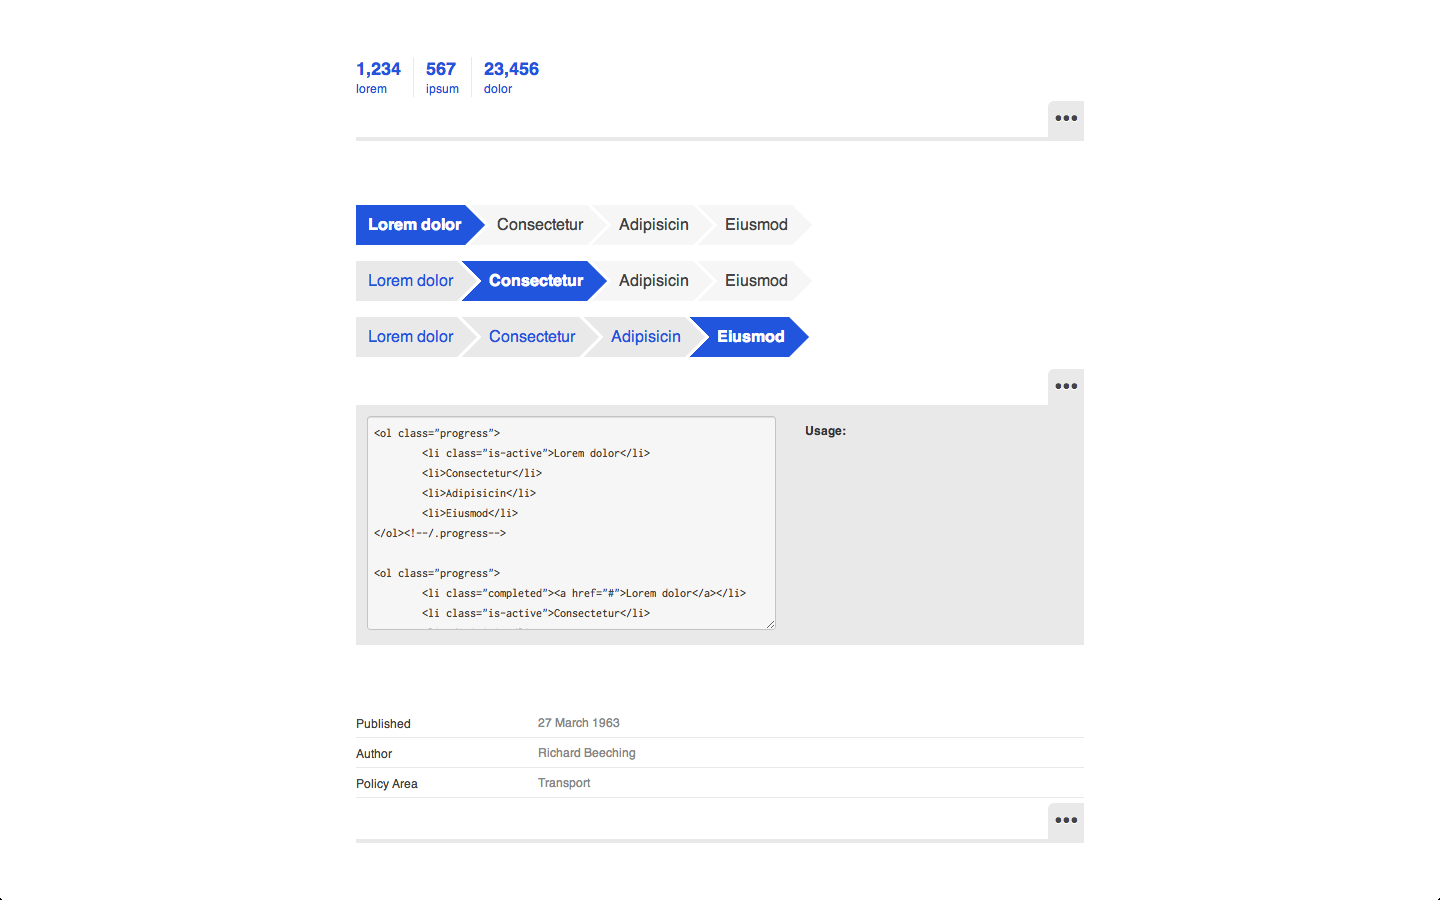 1,234 567 23,456
lorem ipsum dolor
•••
Lorem dolor Consectetur Adipisicin Eiusmod
Lorem dolor Consectetur Adipisicin Eiusmod
Lorem dolor Consectetur Adipisicin Eiusmod
•••
<ol class="progress">
<li class="is-active">Lorem dolor</li>
<li>Consectetur</li>
<li>Adipisicin</li>
<li>Eiusmod</li>
</ol><!--/.progress-->
<ol class="progress">
<li class="completed"><a href="#">Lorem dolor</a></li>
<li class="is-active">Consectetur</li>
Usage:
Published 27 March 1963
Author Richard Beeching
Policy Area Transport
•••